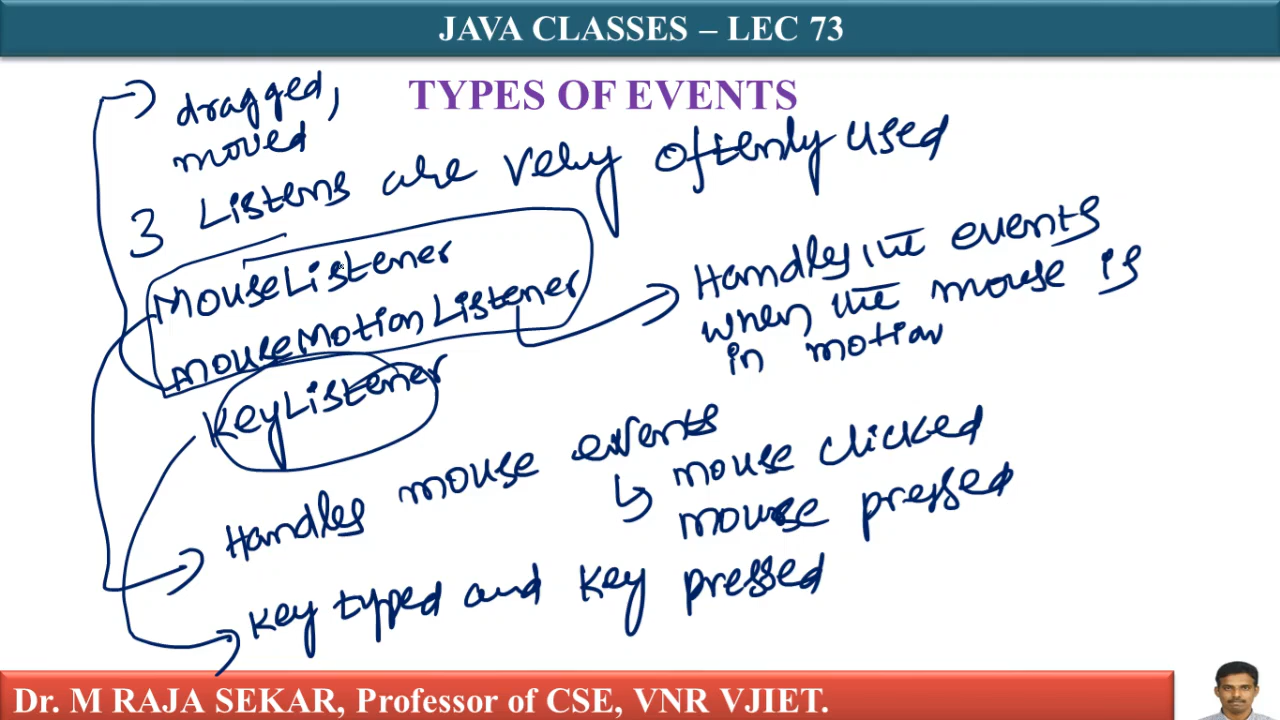 JAVA CLASSES – LEC 73
TYPES OF EVENTS
dragged,
moved
3 Listens are very oftenly used
MouseListener
mouseMotionListener
KeyListener
Handles the events
when the mouse is
in motion
Handles mouse events
mouse clicked
mouse pressed
Key typed and Key pressed
Dr. M RAJA SEKAR, Professor of CSE, VNR VJIET.